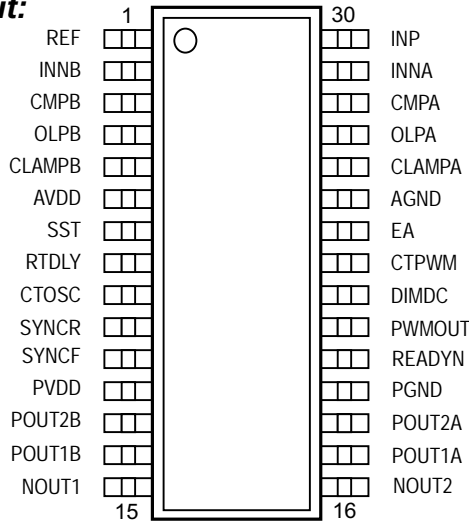 ut:
1 30
REF INP
INNB INNA
CMPB CMPA
OLPB OLPA
CLAMPB CLAMPA
AVDD AGND
SST EA
RTDLY CTPWM
CTOSC DIMDC
SYNCR PWMOUT
SYNCF READYN
PVDD PGND
POUT2B POUT2A
POUT1B POUT1A
NOUT1 NOUT2
15 16